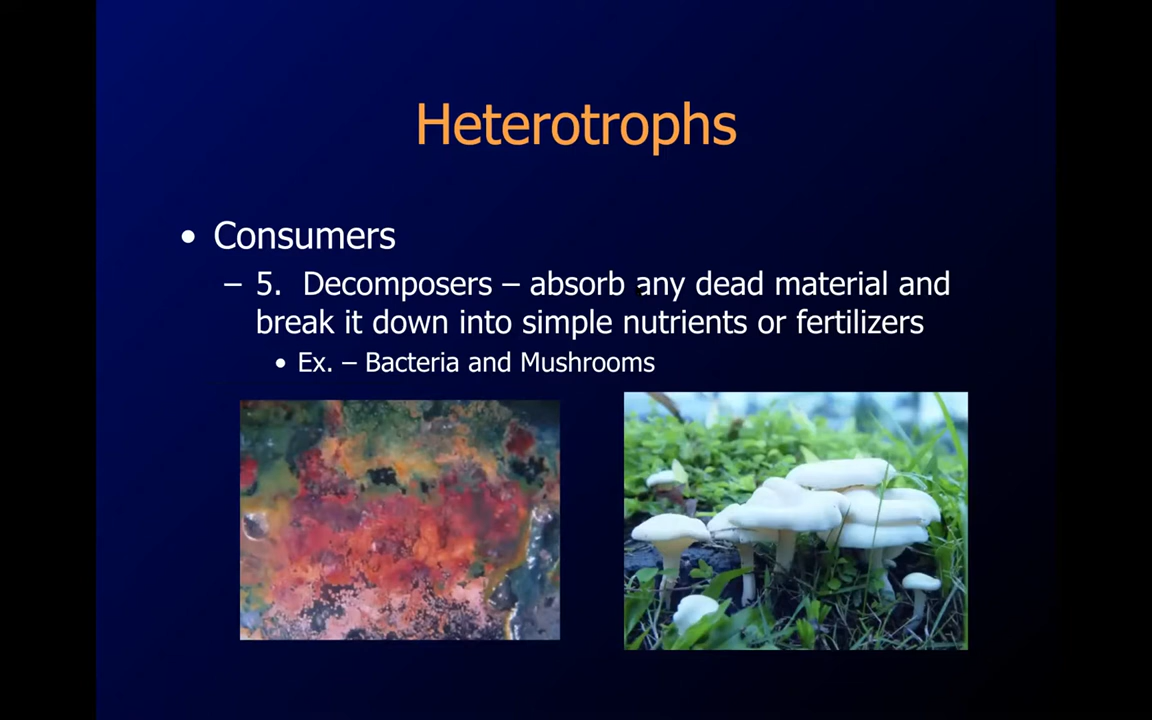 Heterotrophs
• Consumers
– 5. Decomposers – absorb any dead material and
break it down into simple nutrients or fertilizers
• Ex. – Bacteria and Mushrooms